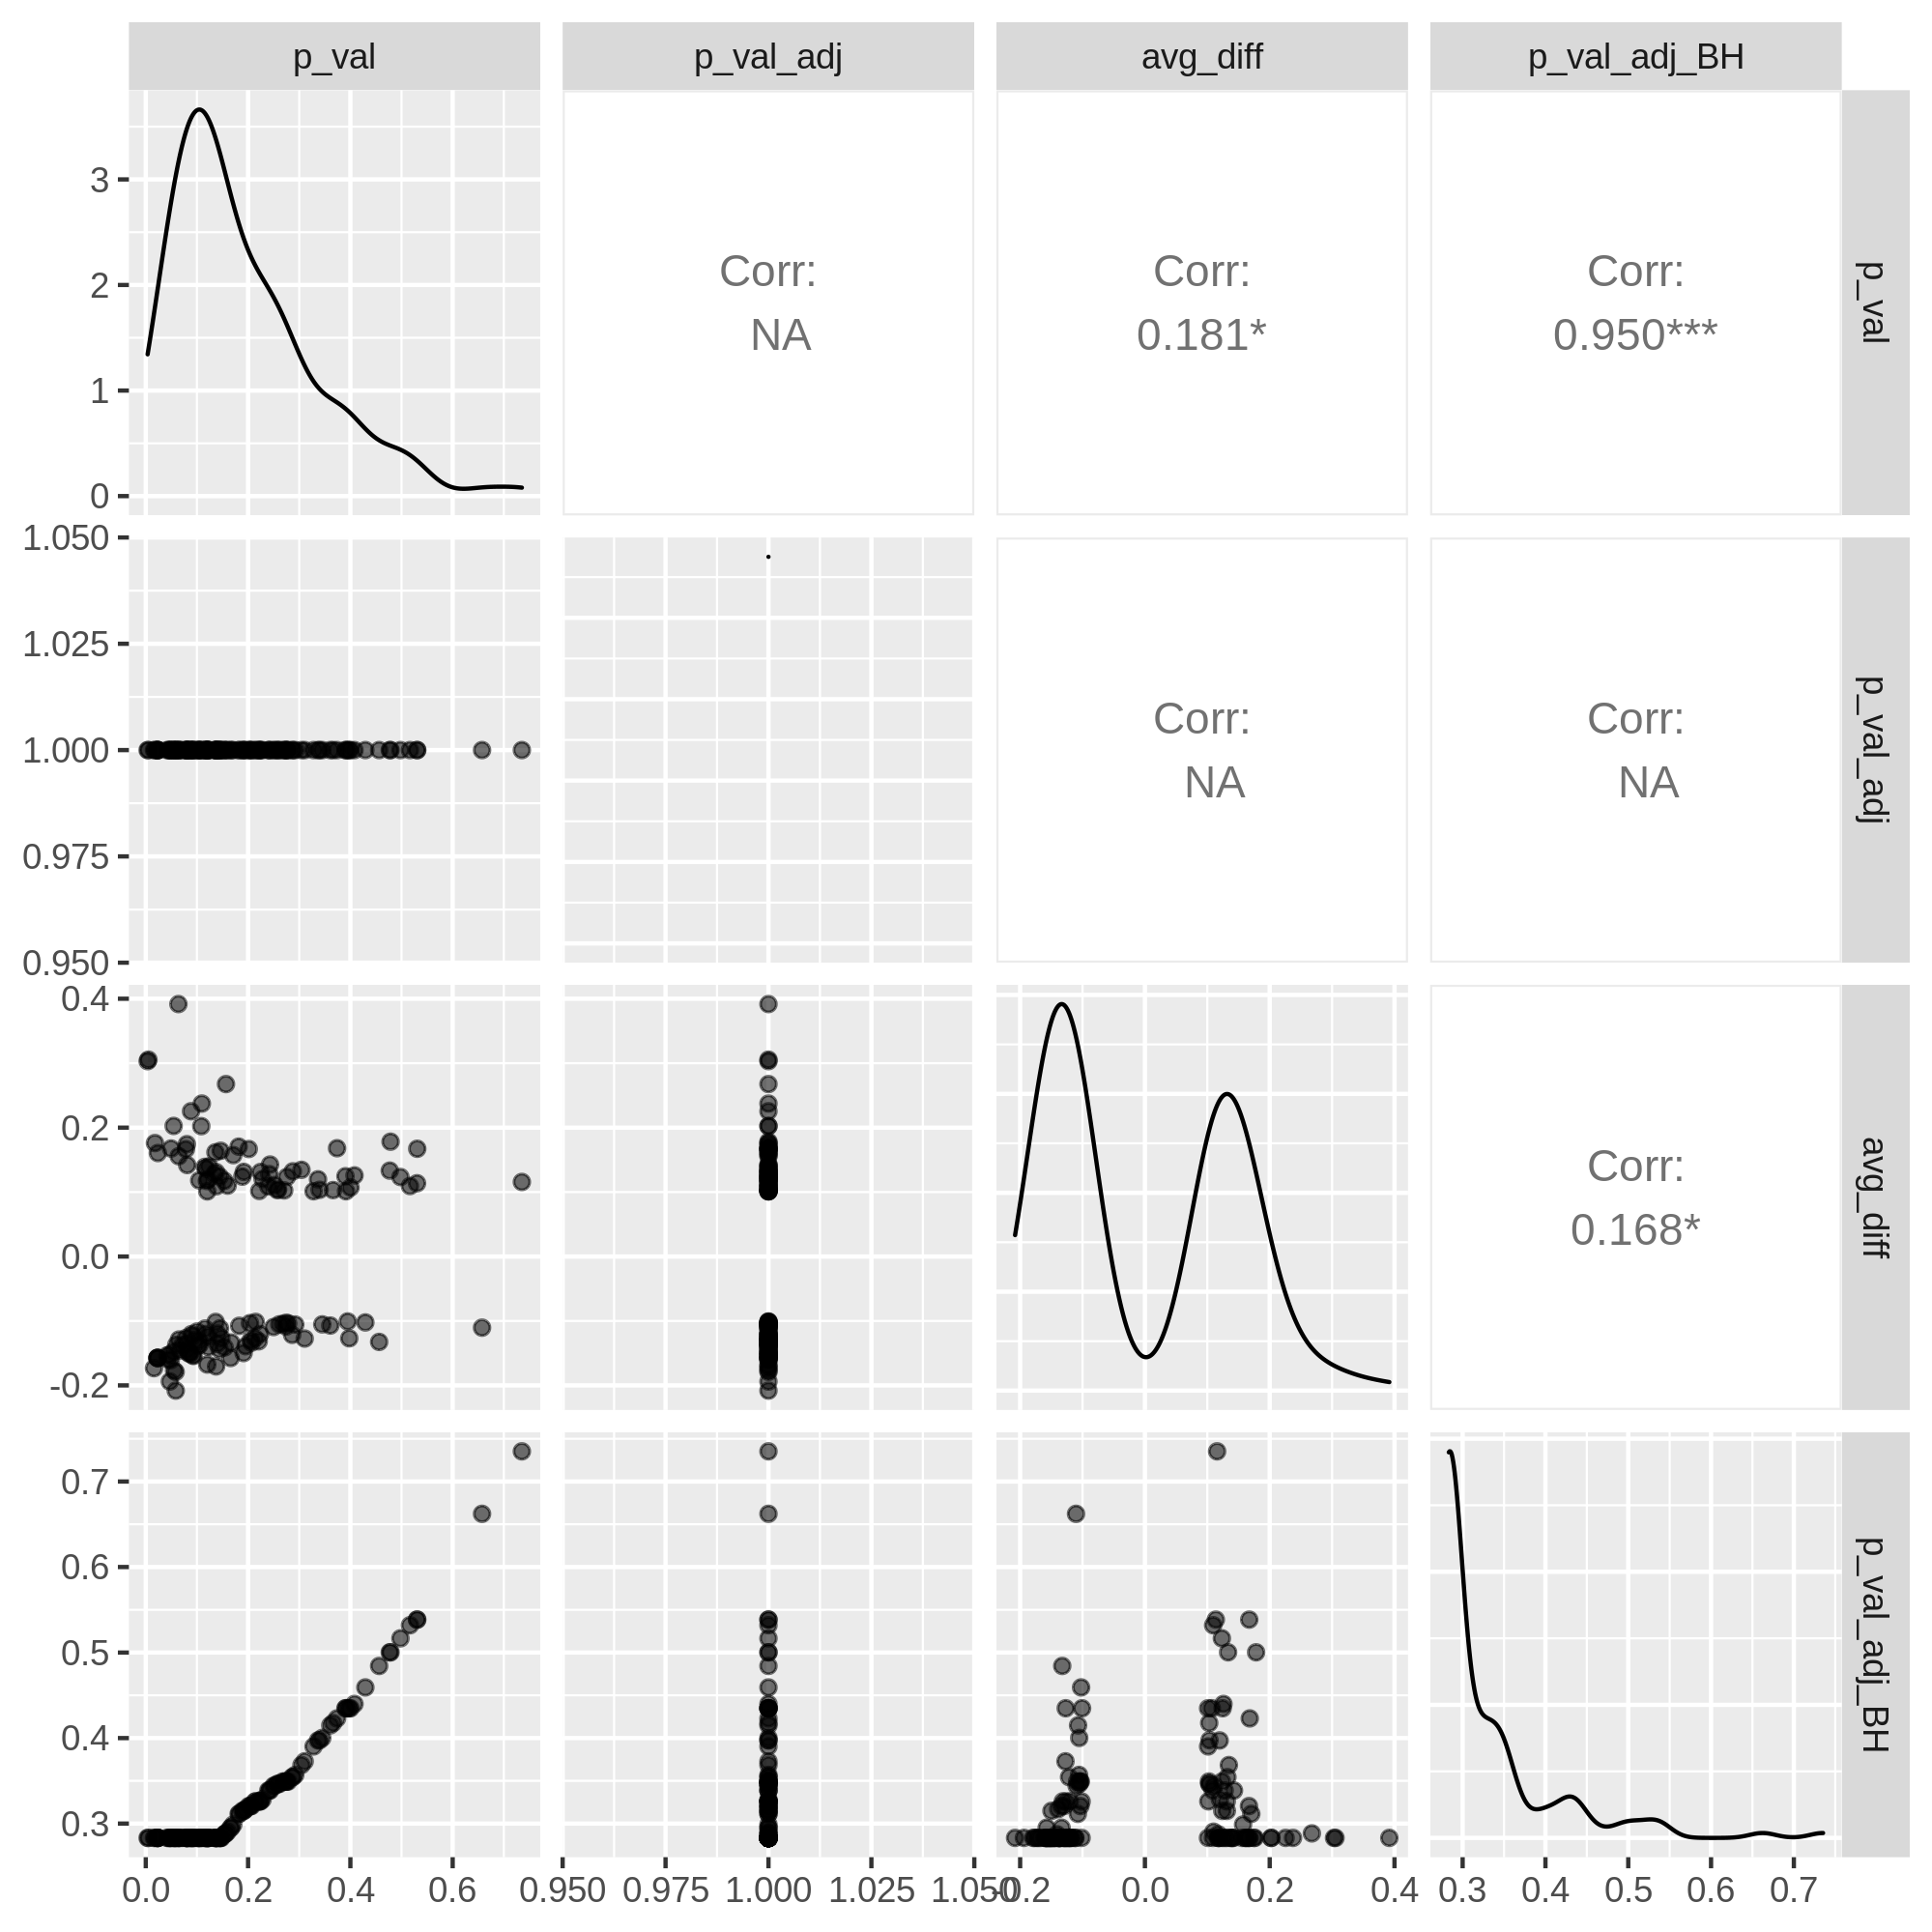 p_val p_val_adj avg_diff p_val_adj_BH
3
2
1
0
Corr:
NA
Corr:
0.181*
Corr:
0.950***
p_val
1.050
1.025
1.000
0.975
0.950
Corr:
NA
Corr:
NA
p_val_adj
0.4
0.2
0.0
-0.2
Corr:
0.168*
avg_diff
0.7
0.6
0.5
0.4
0.3
p_val_adj_BH
0.0 0.2 0.4 0.6 0.950 0.975 1.000 1.025 1.050 -0.2 0.0 0.2 0.4 0.3 0.4 0.5 0.6 0.7